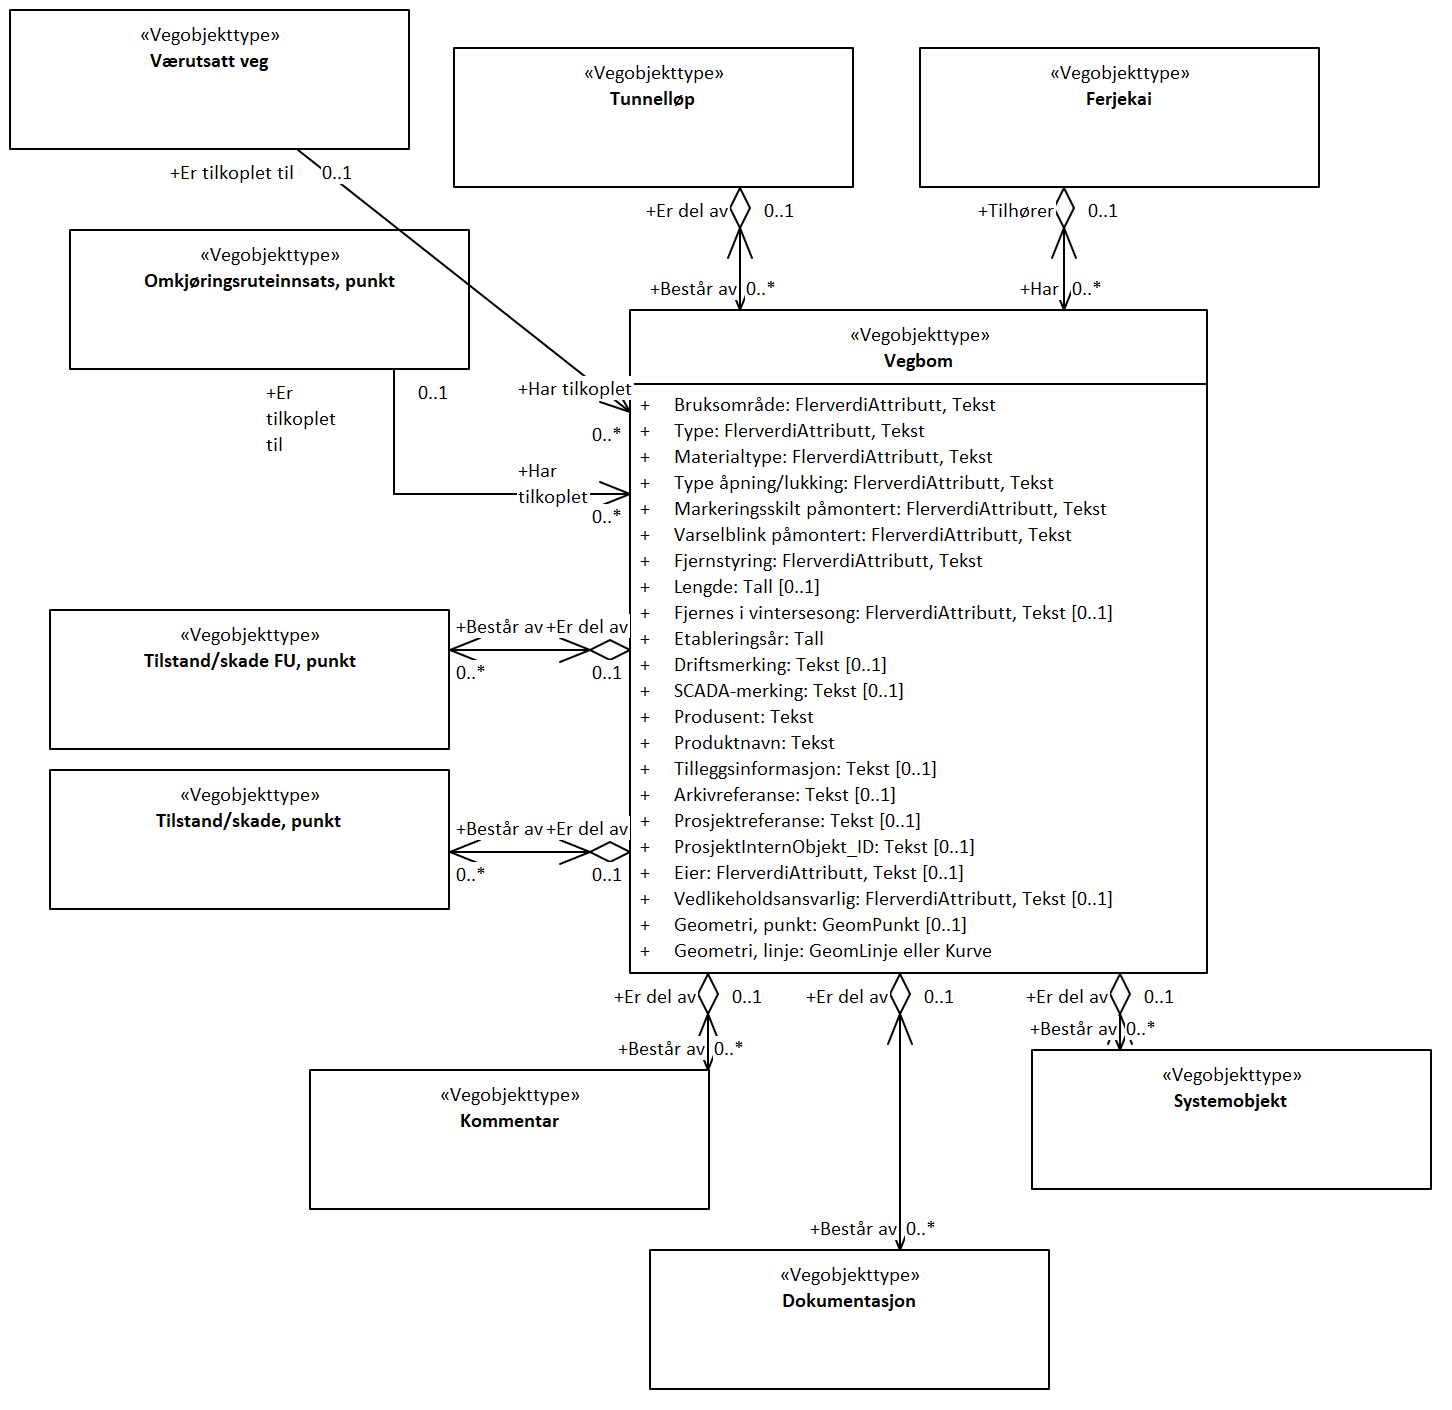 «Vegobjekttype»
Værutsatt veg
+Er tilkoplet til 0..1
«Vegobjekttype»
Tunnelløp
+Er del av 0..1
«Vegobjekttype»
Ferjekai
+Tilhører 0..1
«Vegobjekttype»
Omkjøringsruteinnsats, punkt
+Er
tilkoplet
til
0..1
+Består av 0..*
+Har 0..*
+Har tilkoplet
0..*
+Har
tilkoplet
0..*
«Vegobjekttype»
Vegbom
+ Bruksområde: FlerverdiAttributt, Tekst
+ Type: FlerverdiAttributt, Tekst
+ Materialtype: FlerverdiAttributt, Tekst
+ Type åpning/lukking: FlerverdiAttributt, Tekst
+ Markeringsskilt påmontert: FlerverdiAttributt, Tekst
+ Varselblink påmontert: FlerverdiAttributt, Tekst
+ Fjernstyring: FlerverdiAttributt, Tekst
+ Lengde: Tall [0..1]
+ Fjernes i vintersesong: FlerverdiAttributt, Tekst [0..1]
+ Etableringsår: Tall
+ Driftsmerking: Tekst [0..1]
+ SCADA-merking: Tekst [0..1]
+ Produsent: Tekst
+ Produktnavn: Tekst
+ Tilleggsinformasjon: Tekst [0..1]
+ Arkivreferanse: Tekst [0..1]
+ Prosjektreferanse: Tekst [0..1]
+ ProsjektInternObjekt_ID: Tekst [0..1]
+ Eier: FlerverdiAttributt, Tekst [0..1]
+ Vedlikeholdsansvarlig: FlerverdiAttributt, Tekst [0..1]
+ Geometri, punkt: GeomPunkt [0..1]
+ Geometri, linje: GeomLinje eller Kurve
«Vegobjekttype»
Tilstand/skade FU, punkt
+Består av +Er del av
0..* 0..1
«Vegobjekttype»
Tilstand/skade, punkt
+Består av +Er del av
0..* 0..1
+Er del av 0..1
+Består av 0..*
«Vegobjekttype»
Kommentar
+Er del av 0..1
+Består av 0..*
«Vegobjekttype»
Dokumentasjon
+Er del av 0..1
+Består av 0..*
«Vegobjekttype»
Systemobjekt